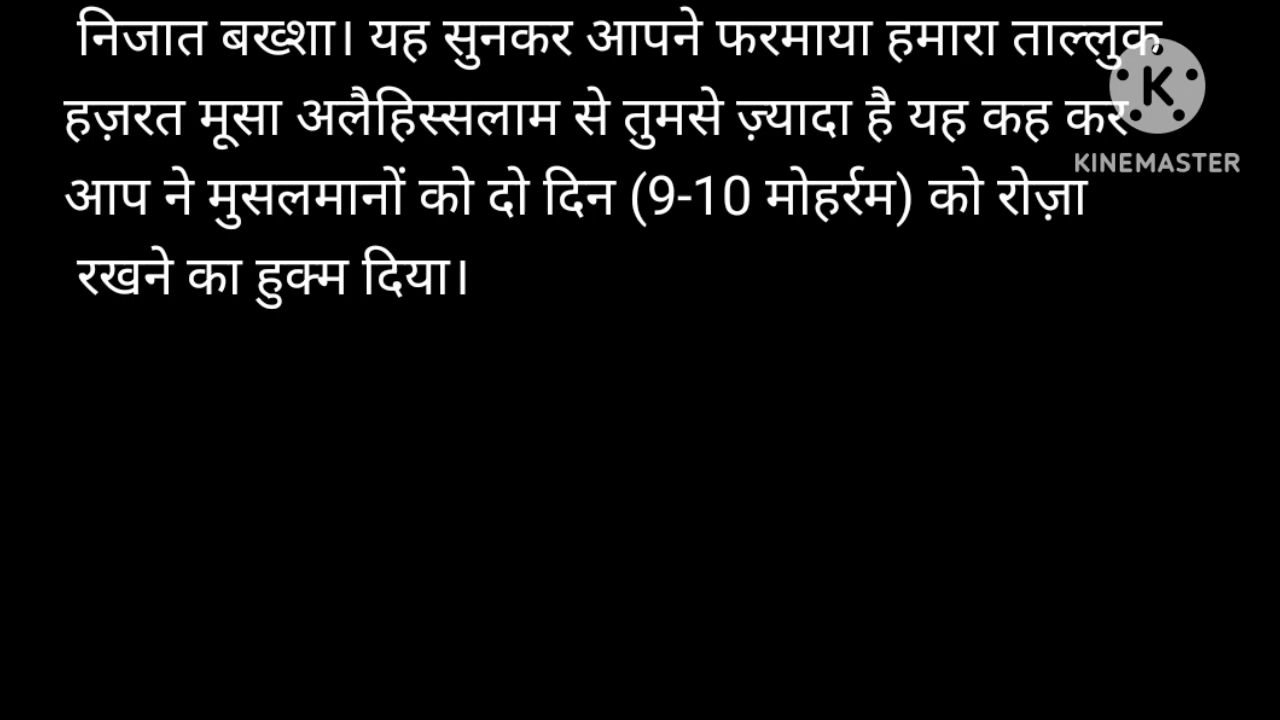 निजात बख्शा। यह सुनकर आपने फरमाया हमारा ताल्लुक
हज़रत मूसा अलैहिस्सलाम से तुमसे ज़्यादा है यह कह कर
आप ने मुसलमानों को दो दिन (9-10 मोहर्रम) को रोज़ा
रखने का हुक्म दिया।
K
KINEMASTER